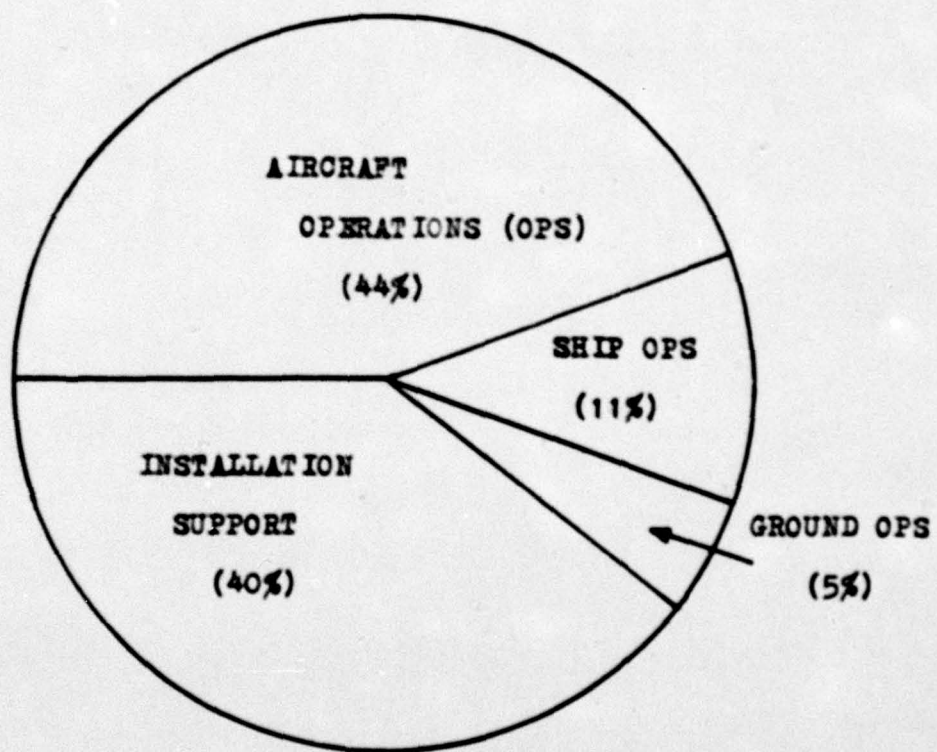 AIRCRAFT
OPERATIONS (OPS)
(44%)
SHIP OPS
(11%)
INSTALLATION
SUPPORT
(40%)
GROUND OPS
(5%)